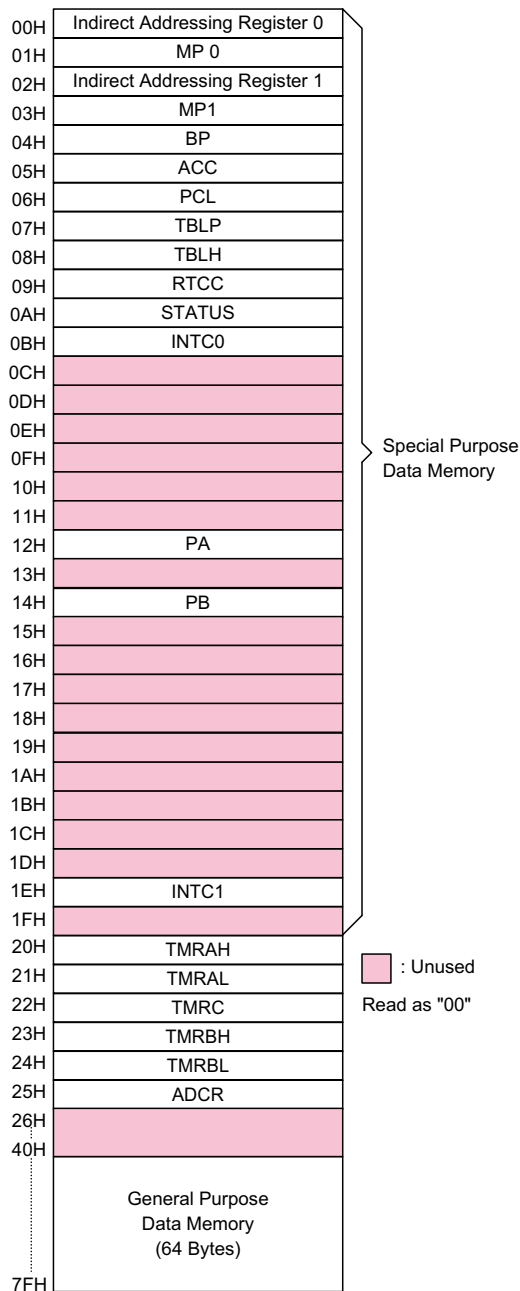 00H Indirect Addressing Register 0
01H MP 0
02H Indirect Addressing Register 1
03H MP1
04H BP
05H ACC
06H PCL
07H TBLP
08H TBLH
09H RTCC
0AH STATUS
0BH INTC0
0CH
0DH
0EH
0FH
10H
11H
Special Purpose
Data Memory
12H PA
13H
14H PB
15H
16H
17H
18H
19H
1AH
1BH
1CH
1DH
1EH INTC1
1FH
20H TMRAH
21H TMRAL
22H TMRC
23H TMRBH
24H TMRBL
25H ADCR
26H
40H
: Unused
Read as "00"
General Purpose
Data Memory
(64 Bytes)
7FH